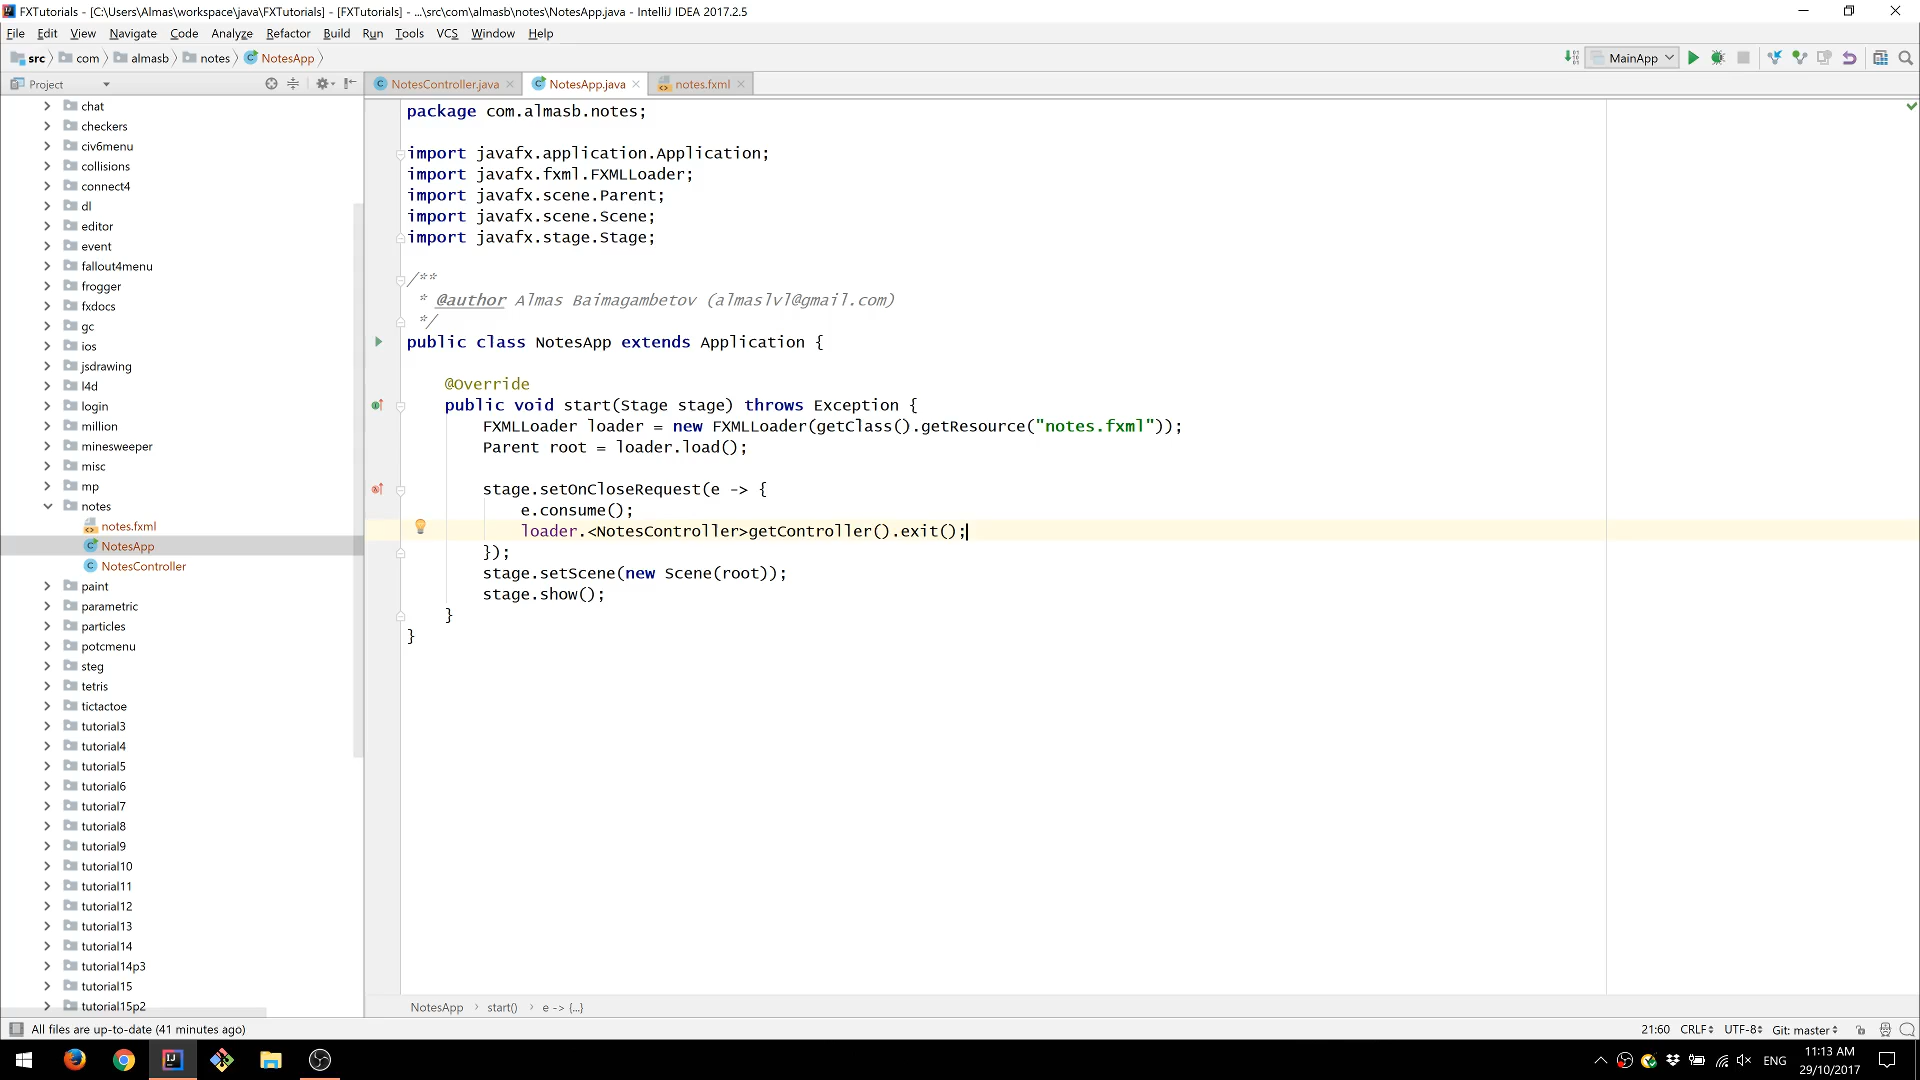 FXTutorials - [C:\Users\Almas\workspace\java\FXTutorials] - [FXTutorials] - ...\src\com\almasb\notes\NotesApp.java - IntelliJ IDEA 2017.2.5
File Edit View Navigate Code Analyze Refactor Build Run Tools VCS Window Help
src com almasb notes NotesApp MainApp
Project
NotesController.java NotesApp.java notes.fxml
chat
checkers
civ6menu
collisions
connect4
dl
editor
event
fallout4menu
frogger
fxdocs
gc
ios
jsdrawing
l4d
login
million
minesweeper
misc
mp
notes
notes.fxml
NotesApp
NotesController
paint
parametric
particles
potcmenu
steg
tetris
tictactoe
tutorial3
tutorial4
tutorial5
tutorial6
tutorial7
tutorial8
tutorial9
tutorial10
tutorial11
tutorial12
tutorial13
tutorial14
tutorial14p3
tutorial15
tutorial15p2
package com.almasb.notes;
import javafx.application.Application;
import javafx.fxml.FXMLLoader;
import javafx.scene.Parent;
import javafx.scene.Scene;
import javafx.stage.Stage;
/**
* @author Almas Baimagambetov (almaslvl@gmail.com)
*/
public class NotesApp extends Application {
@Override
public void start(Stage stage) throws Exception {
FXMLLoader loader = new FXMLLoader(getClass().getResource("notes.fxml"));
Parent root = loader.load();
stage.setOnCloseRequest(e -> {
e.consume();
loader.<NotesController>getController().exit();
});
stage.setScene(new Scene(root));
stage.show();
}
}
NotesApp start() e -> {...}
All files are up-to-date (41 minutes ago) 21:60 CRLF UTF-8 Git: master
ENG 11:13 AM
29/10/2017